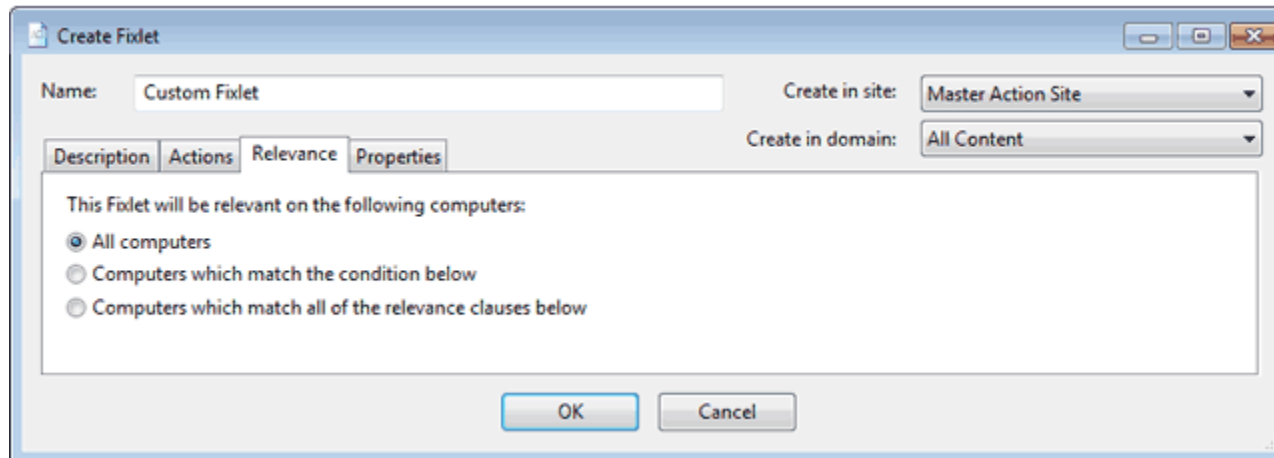 Create Fixlet
Name: Custom Fixlet Create in site: Master Action Site
Create in domain: All Content
Description Actions Relevance Properties
This Fixlet will be relevant on the following computers:
All computers
Computers which match the condition below
Computers which match all of the relevance clauses below
OK Cancel